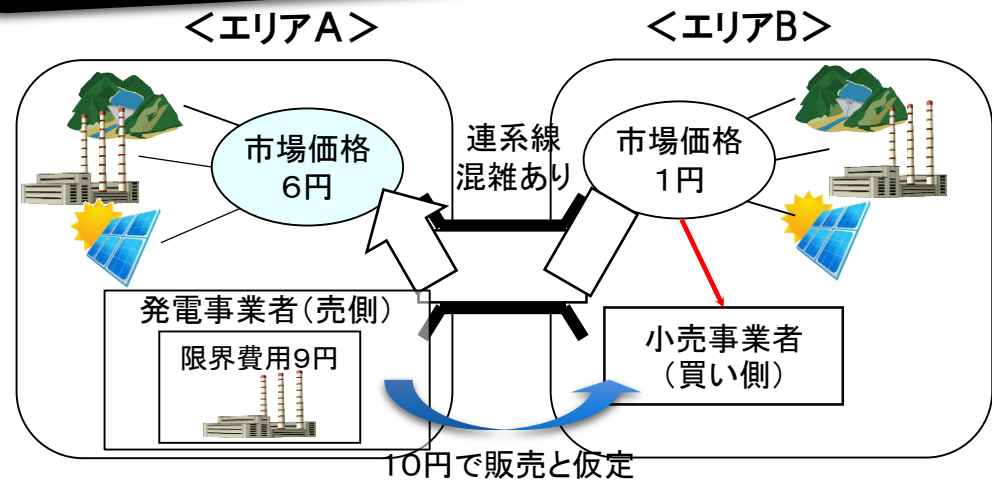 ＜エリアA＞
＜エリアB＞
市場価格
６円
連系線
混雑あり
市場価格
１円
発電事業者（売側）
限界費用９円
小売事業者
（買い側）
１０円で販売と仮定